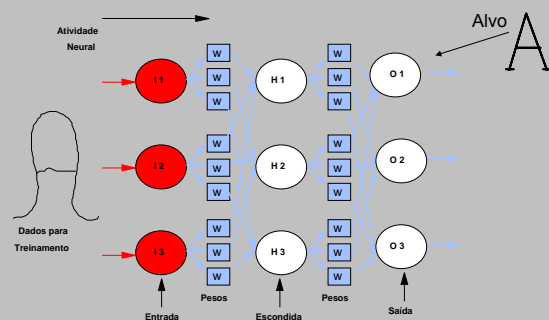 Atividade
Neural
Alvo
A
I 1
W
W
W
H 1
W
W
W
O 1
I 2
W
W
W
H 2
W
W
W
O 2
Dados para
Treinamento
I 3
W
W
W
H 3
W
W
W
O 3
Entrada
Pesos
Escondida
Pesos
Saída